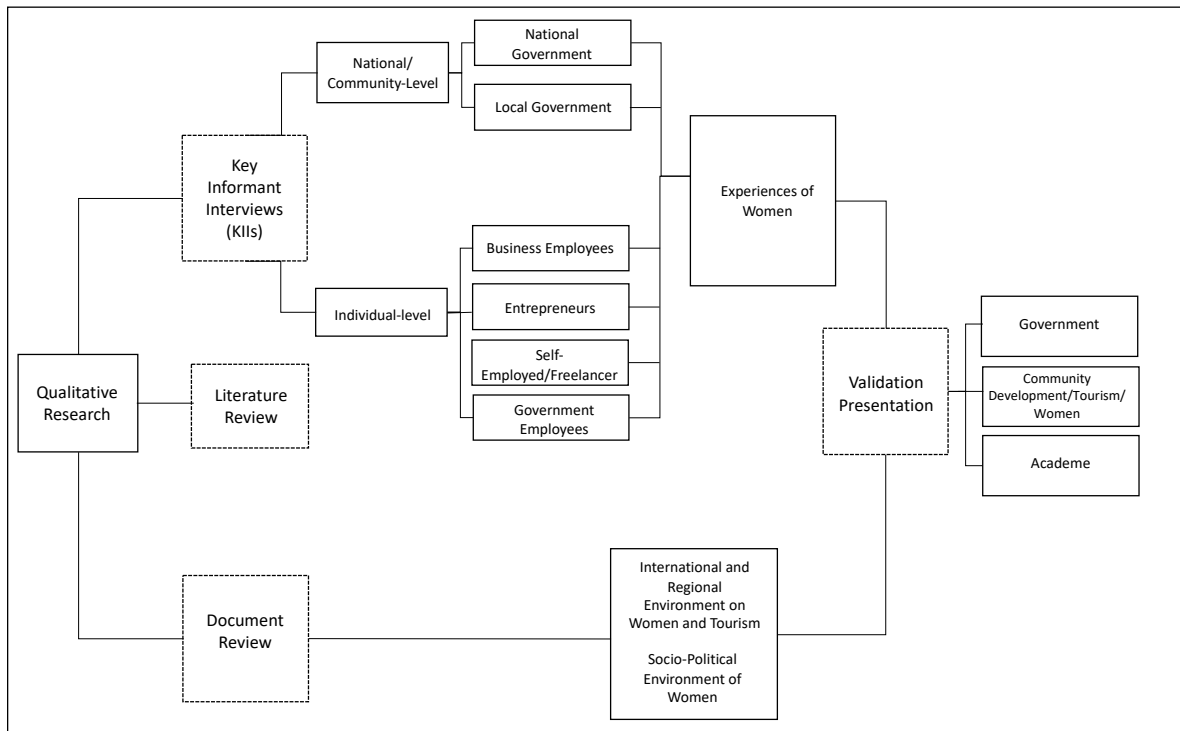 National
Government
National/
Community-Level
Local Government
Key
Informant
Interviews
(KIIs)
Experiences of
Women
Business Employees
Individual-level
Entrepreneurs
Self-
Employed/Freelancer
Government
Employees
Qualitative
Research
Literature
Review
Validation
Presentation
Government
Community
Development/Tourism/
Women
Academe
Document
Review
International and
Regional
Environment on
Women and Tourism
Socio-Political
Environment of
Women